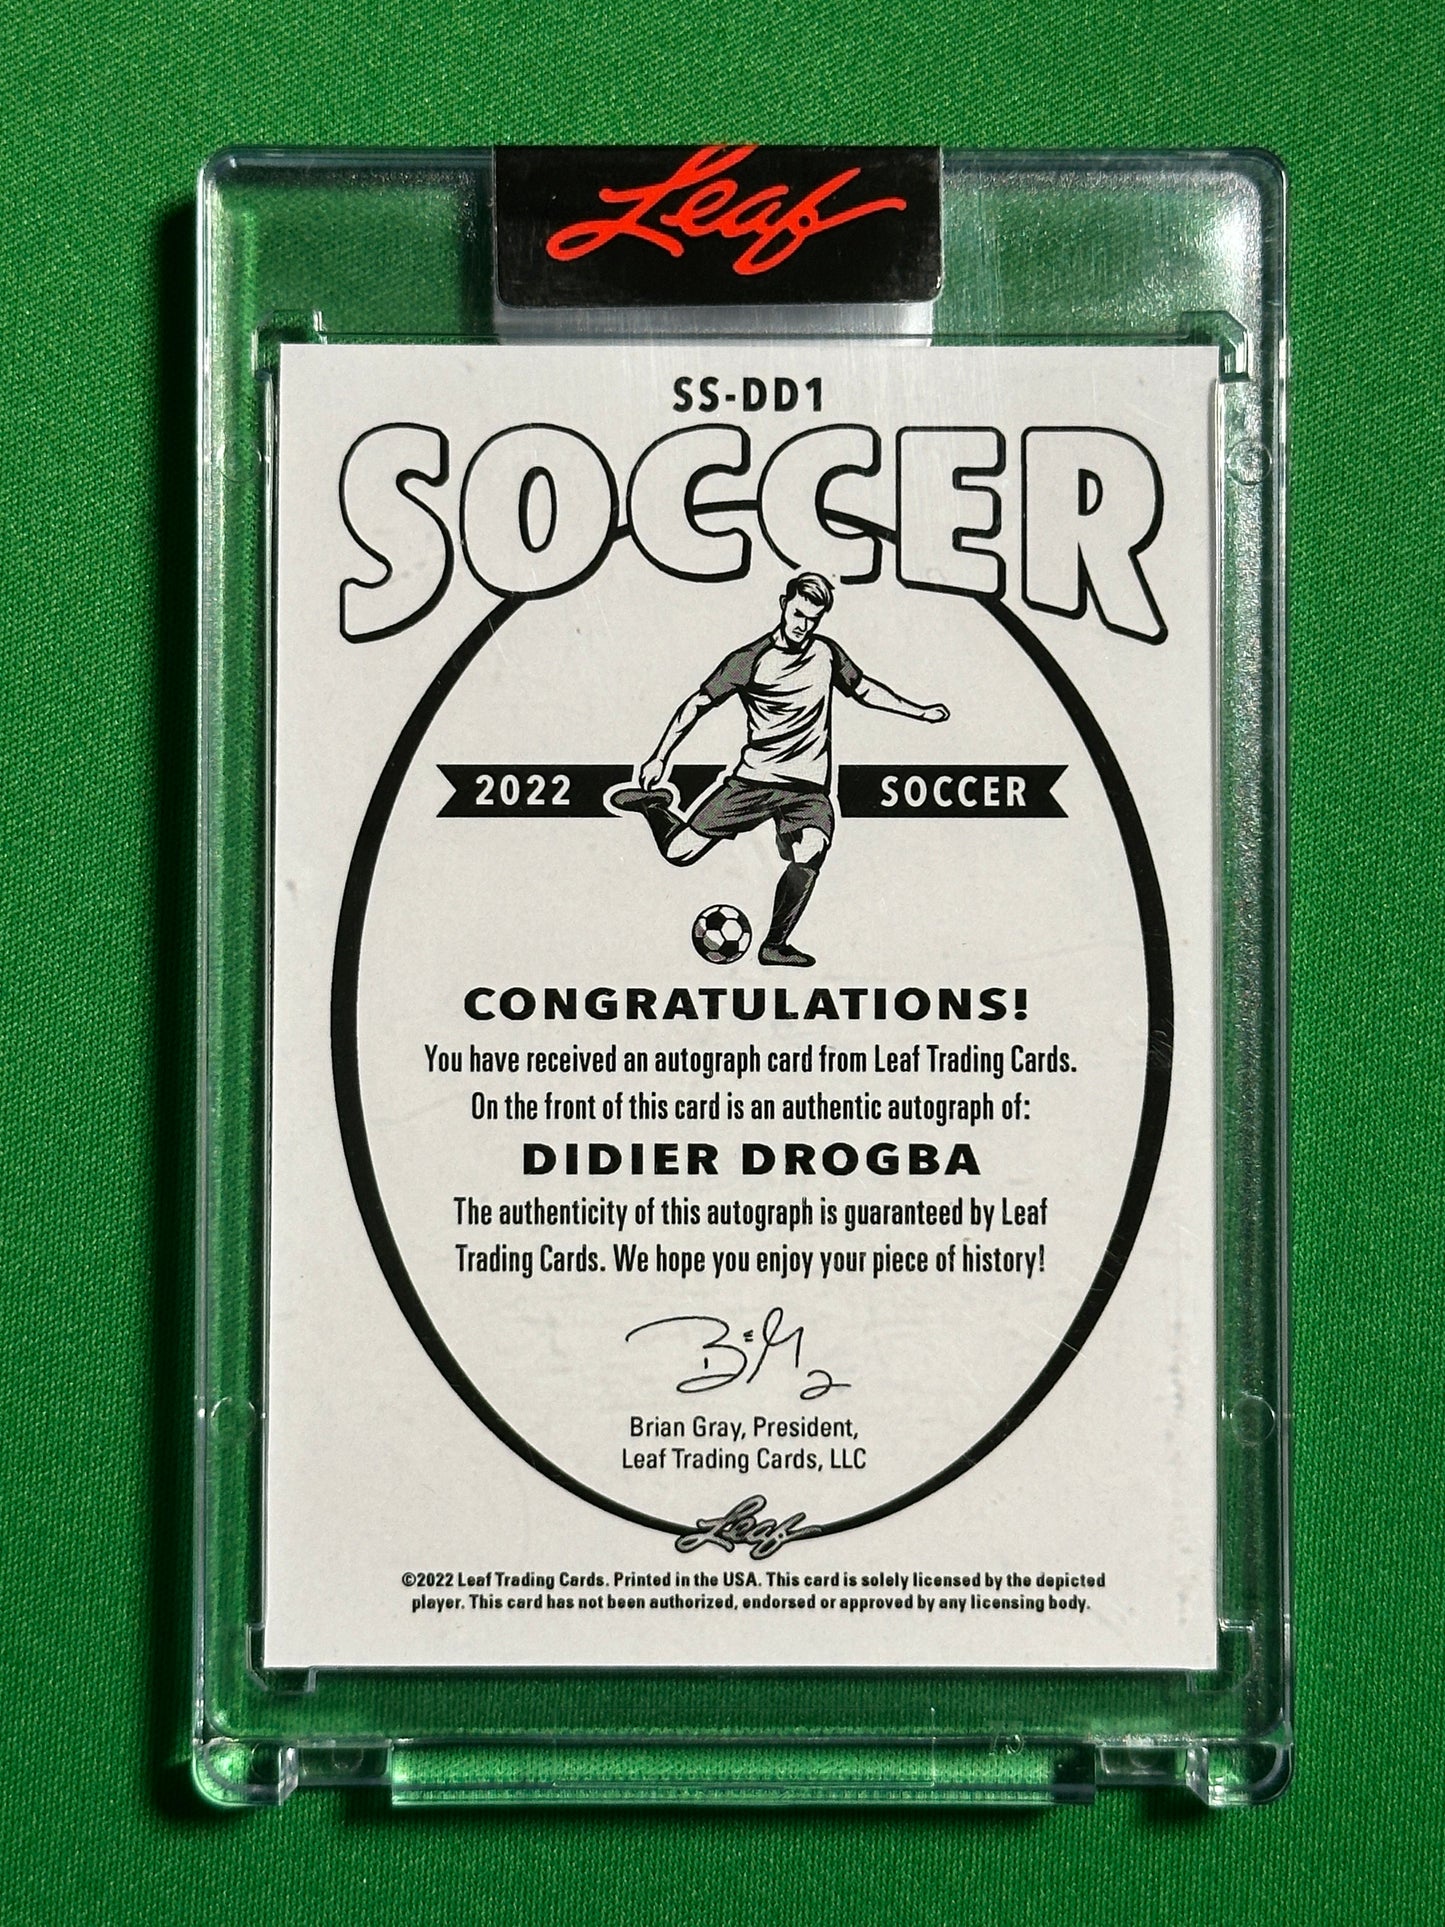 Leaf
SS-DD1
SOCCER
2022 SOCCER
CONGRATULATIONS!
You have received an autograph card from Leaf Trading Cards.
On the front of this card is an authentic autograph of:
DIDIER DROGBA
The authenticity of this autograph is guaranteed by Leaf
Trading Cards. We hope you enjoy your piece of history!
Brian Gray, President,
Leaf Trading Cards, LLC
Leaf
©2022 Leaf Trading Cards. Printed in the USA. This card is solely licensed by the depicted
player. This card has not been authorized, endorsed or approved by any licensing body.